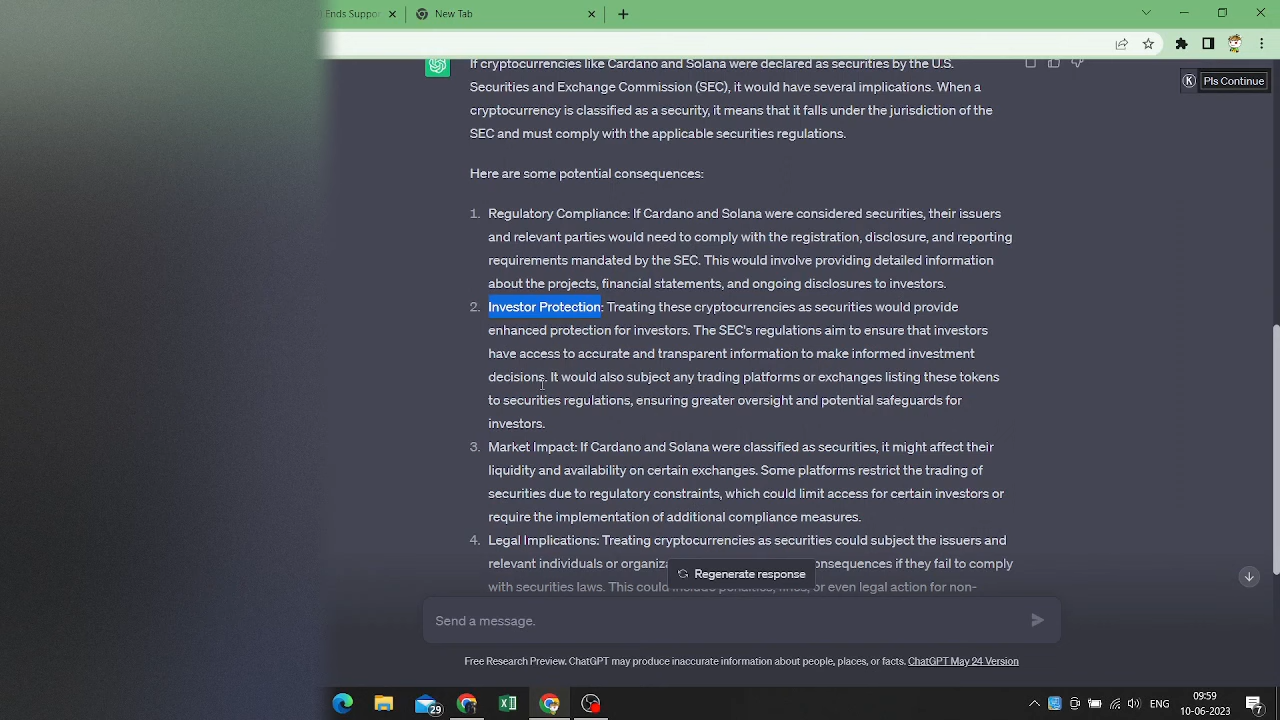 Ends Suppor
New Tab
If cryptocurrencies like Cardano and Solana were declared as securities by the U.S.
Securities and Exchange Commission (SEC), it would have several implications. When a
cryptocurrency is classified as a security, it means that it falls under the jurisdiction of the
SEC and must comply with the applicable securities regulations.
K Pls Continue
Here are some potential consequences:
1. Regulatory Compliance: If Cardano and Solana were considered securities, their issuers
and relevant parties would need to comply with the registration, disclosure, and reporting
requirements mandated by the SEC. This would involve providing detailed information
about the projects, financial statements, and ongoing disclosures to investors.
2. Investor Protection: Treating these cryptocurrencies as securities would provide
enhanced protection for investors. The SEC's regulations aim to ensure that investors
have access to accurate and transparent information to make informed investment
decisions. It would also subject any trading platforms or exchanges listing these tokens
to securities regulations, ensuring greater oversight and potential safeguards for
investors.
3. Market Impact: If Cardano and Solana were classified as securities, it might affect their
liquidity and availability on certain exchanges. Some platforms restrict the trading of
securities due to regulatory constraints, which could limit access for certain investors or
require the implementation of additional compliance measures.
4. Legal Implications: Treating cryptocurrencies as securities could subject the issuers and
relevant individuals or organiza onsequences if they fail to comply
Regenerate response
with securities laws. This could include penalties, fines, or even legal action for non-
Send a message.
Free Research Preview. ChatGPT may produce inaccurate information about people, places, or facts. ChatGPT May 24 Version
29
ENG
09:59
10-06-2023
7